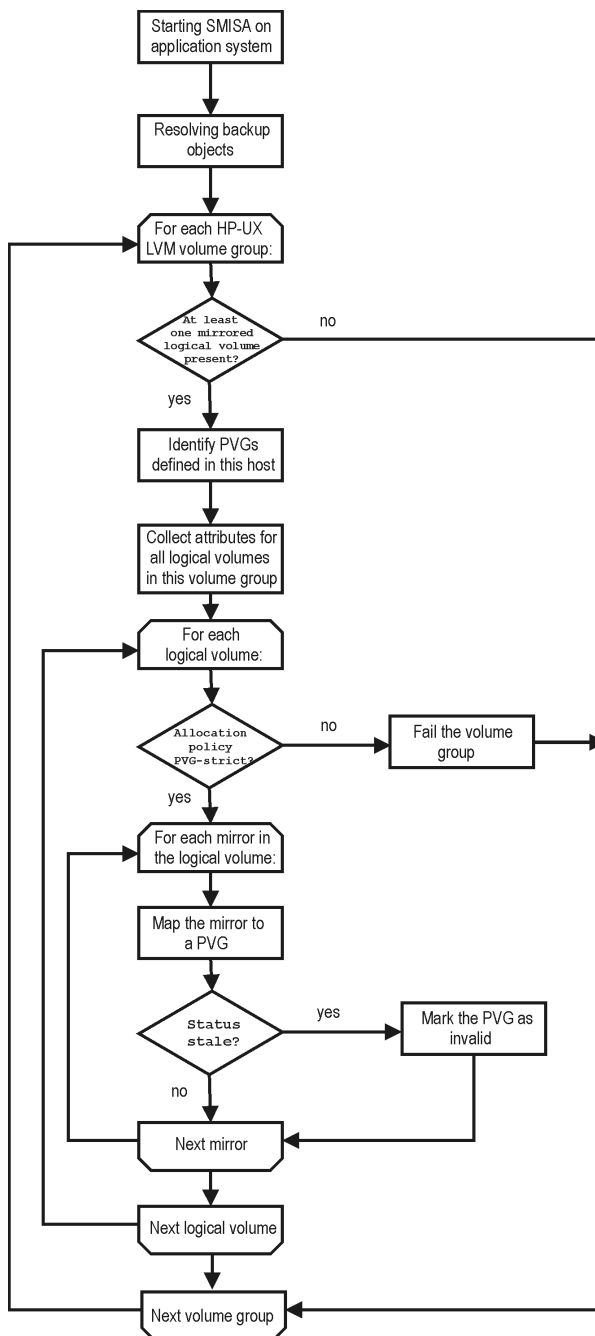 Starting SMISA on
application system
Resolving backup
objects
For each HP-UX
LVM volume group:
At least
one mirrored
logical volume
present?
no
yes
Identify PVGs
defined in this host
Collect attributes for
all logical volumes
in this volume group
For each
logical volume:
Allocation
policy
PVG-strict?
no
Fail the volume
group
yes
For each mirror in
the logical volume:
Map the mirror to
a PVG
Status
stale?
yes
Mark the PVG as
invalid
no
Next mirror
Next logical volume
Next volume group